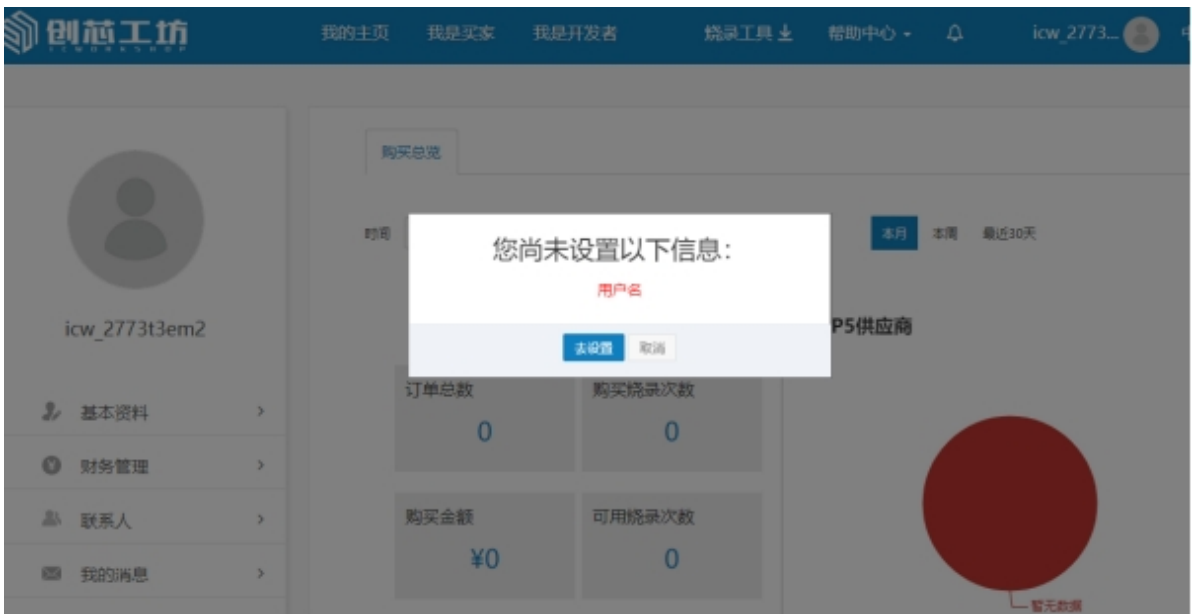 创芯工坊
ICWORKSHOP
我的主页 我是买家 我是开发者 烧录工具 帮助中心 icw_2773...
购买总览
时间
本月 本周 最近30天
您尚未设置以下信息：
用户名
去设置 取消
icw_2773t3em2
P5供应商
订单总数 购买烧录次数
0 0
基本资料
财务管理
联系人
我的消息
购买金额 可用烧录次数
¥0 0
暂无数据